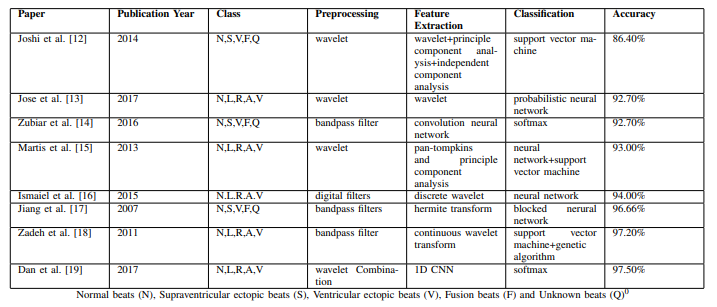 Paper Publication Year Class Preprocessing Feature Extraction Classification Accuracy
Joshi et al. [12] 2014 N,S,V,F,Q wavelet wavelet+principle support vector ma- 86.40%
component anal- chine
ysis+independent
component
analysis
Jose et al. [13] 2017 N,L,R,A,V wavelet wavelet probabilistic neural 92.70%
network
Zubiar et al. [14] 2016 N,S,V,F,Q bandpass filter convolution neural softmax 92.70%
network
Martis et al. [15] 2013 N,L,R,A,V wavelet pan-tompkins neural 93.00%
and principle network+support
component vector machine
analysis
Ismaiel et al. [16] 2015 N,L,R,A,V digital filters discrete wavelet neural network 94.00%
Jiang et al. [17] 2007 N,S,V,F,Q bandpass filters hermite transform blocked nerural 96.66%
network
Zadeh et al. [18] 2011 N,L,R,A,V bandpass filter continuous wavelet support vector 97.20%
transform machine+genetic
algorithm
Dan et al. [19] 2017 N,L,R,A,V wavelet Combina- 1D CNN softmax 97.50%
tion
Normal beats (N), Supraventricular ectopic beats (S), Ventricular ectopic beats (V), Fusion beats (F) and Unknown beats (Q)0